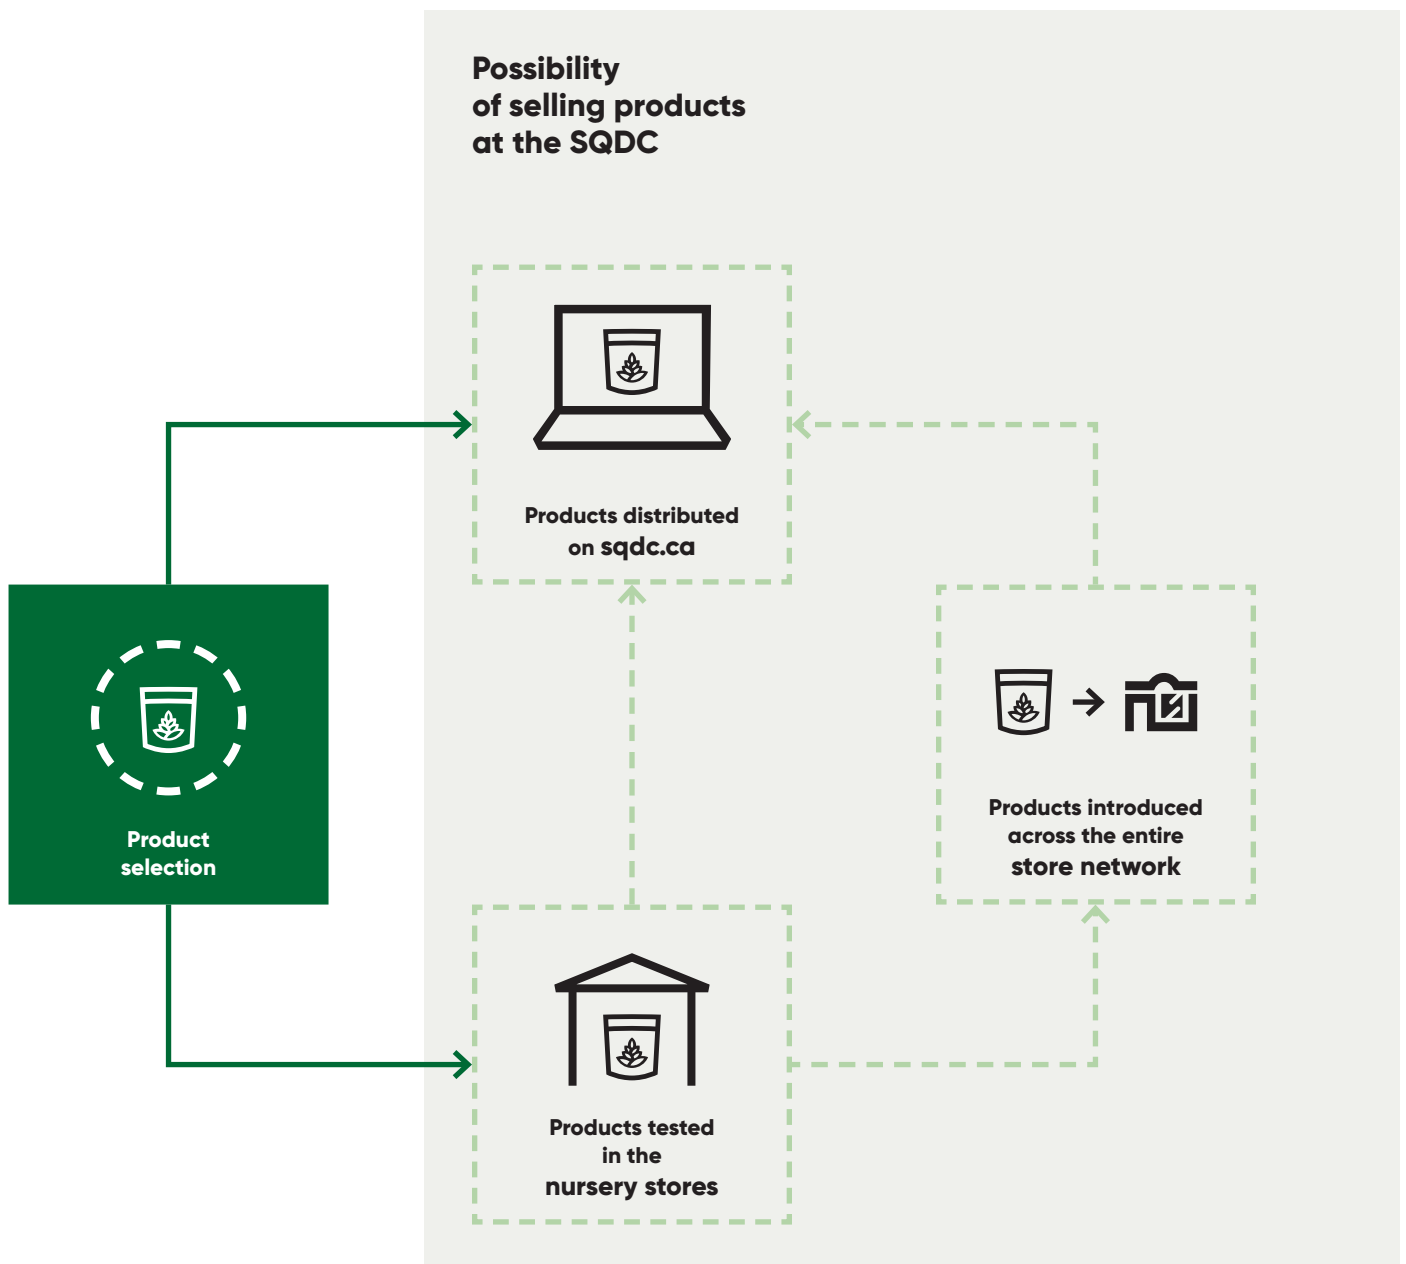 Possibility
of selling products
at the SQDC
Products distributed
on sqdc.ca
Product
selection
Products introduced
across the entire
store network
Products tested
in the
nursery stores